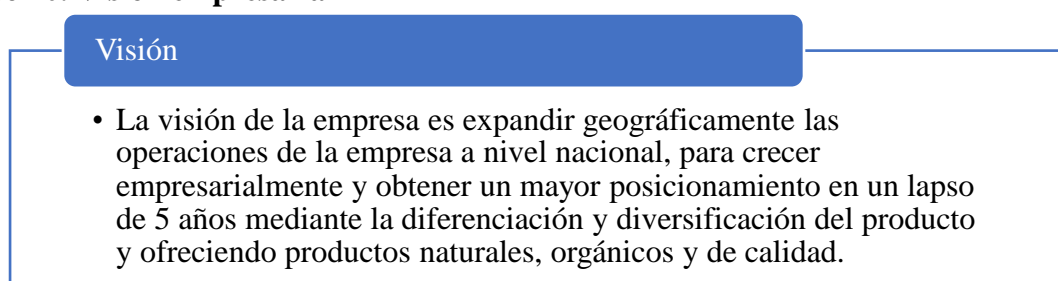 Visión
• La visión de la empresa es expandir geográficamente las
operaciones de la empresa a nivel nacional, para crecer
empresarialmente y obtener un mayor posicionamiento en un lapso
de 5 años mediante la diferenciación y diversificación del producto
y ofreciendo productos naturales, orgánicos y de calidad.